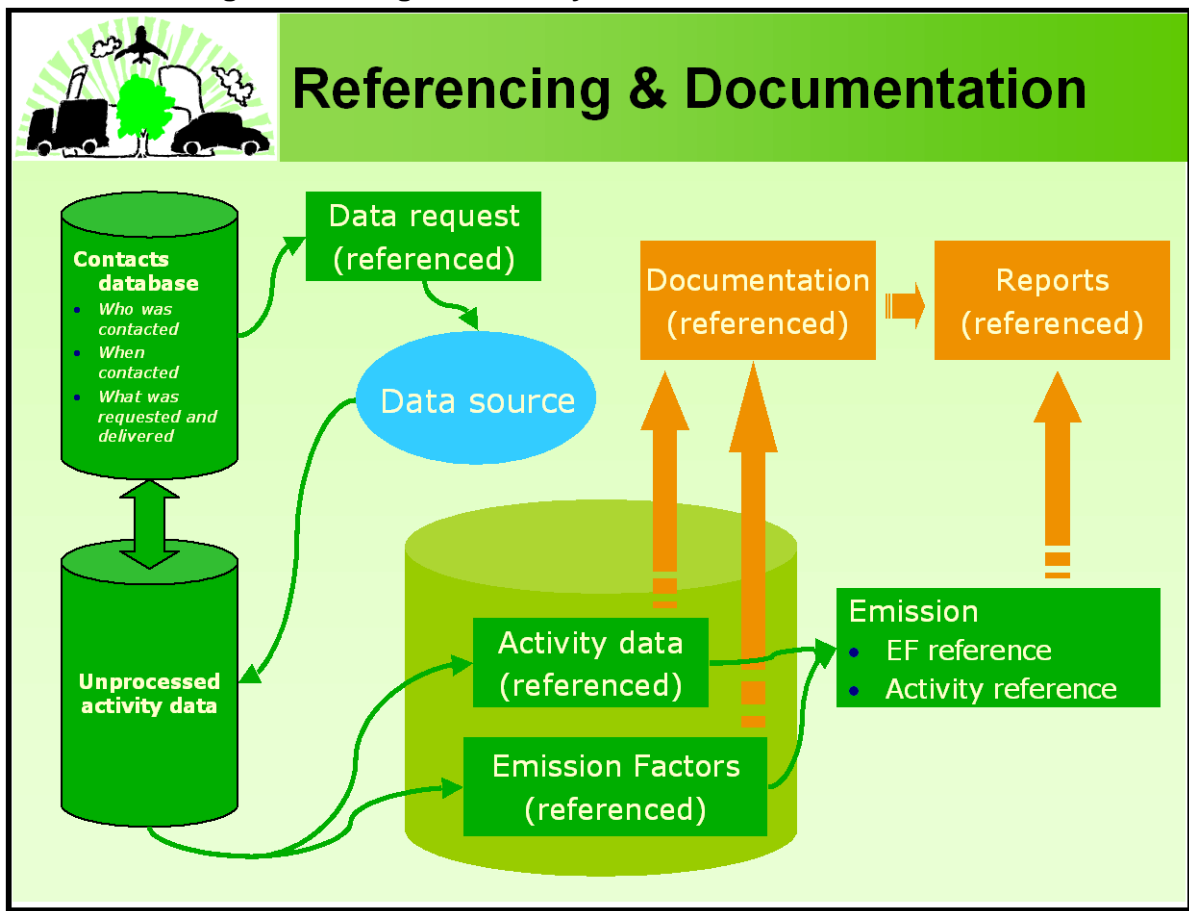 Referencing & Documentation
Contacts
database
• Who was
contacted
• When
contacted
• What was
requested and
delivered
Data request
(referenced)
Data source
Documentation
(referenced)
Reports
(referenced)
Unprocessed
activity data
Activity data
(referenced)
Emission Factors
(referenced)
Emission
• EF reference
• Activity reference